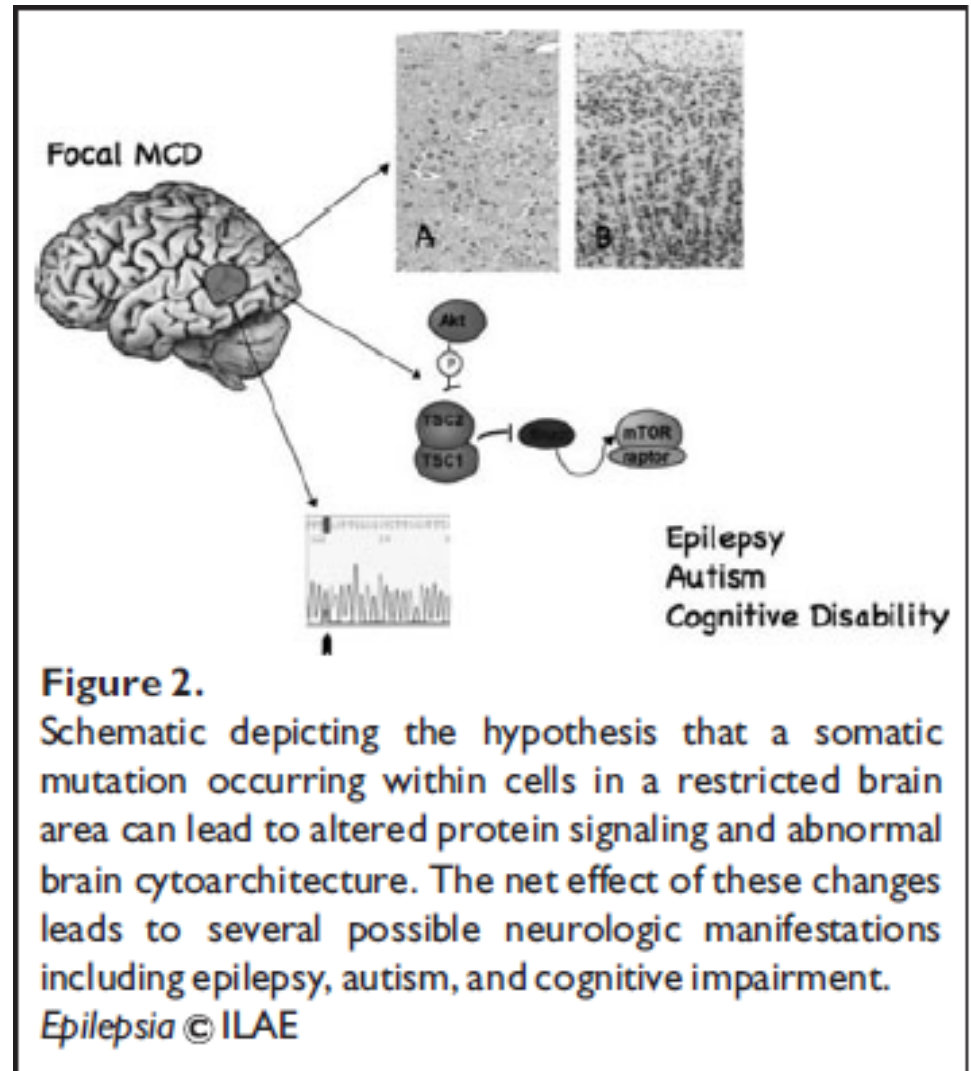 Focal MCD
A
B
Akt
P
TSC2
TSC1
mTOR
raptor
Epilepsy
Autism
Cognitive Disability
Figure 2.
Schematic depicting the hypothesis that a somatic
mutation occurring within cells in a restricted brain
area can lead to altered protein signaling and abnormal
brain cytoarchitecture. The net effect of these changes
leads to several possible neurologic manifestations
including epilepsy, autism, and cognitive impairment.
Epilepsia © ILAE